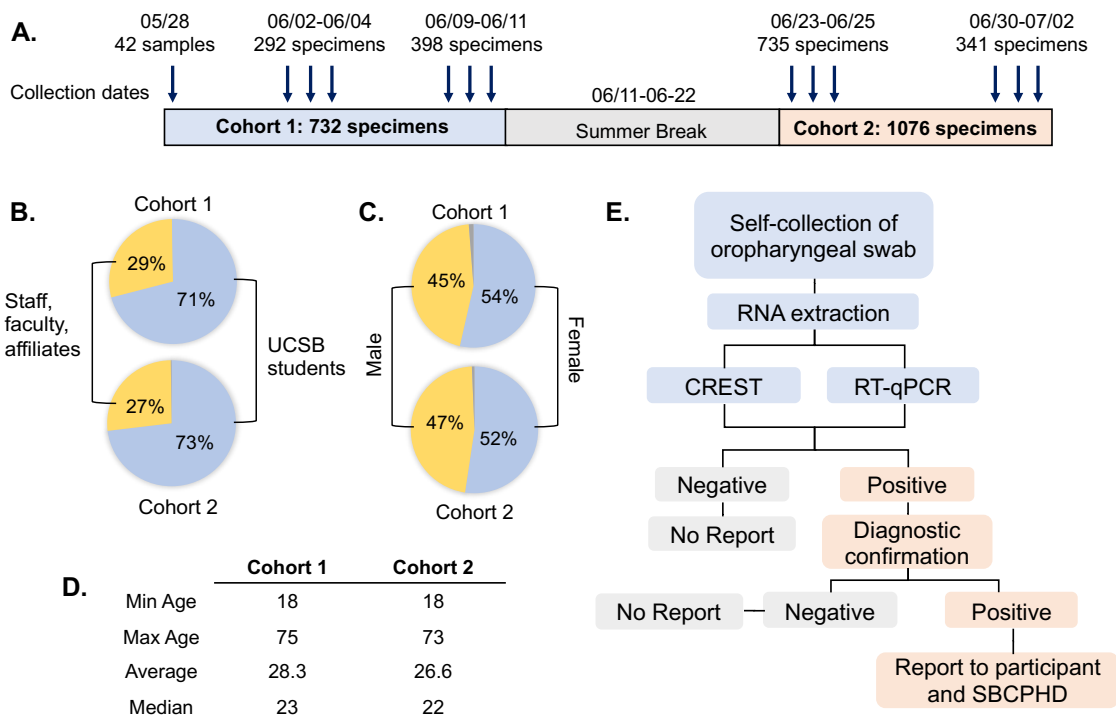 A.
05/28
42 samples
06/02-06/04
292 specimens
06/09-06/11
398 specimens
06/23-06/25
735 specimens
06/30-07/02
341 specimens
Collection dates
06/11-06-22
Cohort 1: 732 specimens
Summer Break
Cohort 2: 1076 specimens
B.
Cohort 1
29%
71%
Staff,
faculty,
affiliates
UCSB
students
27%
73%
Cohort 2
C.
Cohort 1
45%
54%
Male
Female
47%
52%
Cohort 2
D.
Cohort 1 Cohort 2
Min Age 18 18
Max Age 75 73
Average 28.3 26.6
Median 23 22
E.
Self-collection of
oropharyngeal swab
RNA extraction
CREST RT-qPCR
Negative Positive
No Report
Diagnostic
confirmation
No Report Negative Positive
Report to participant
and SBCPHD